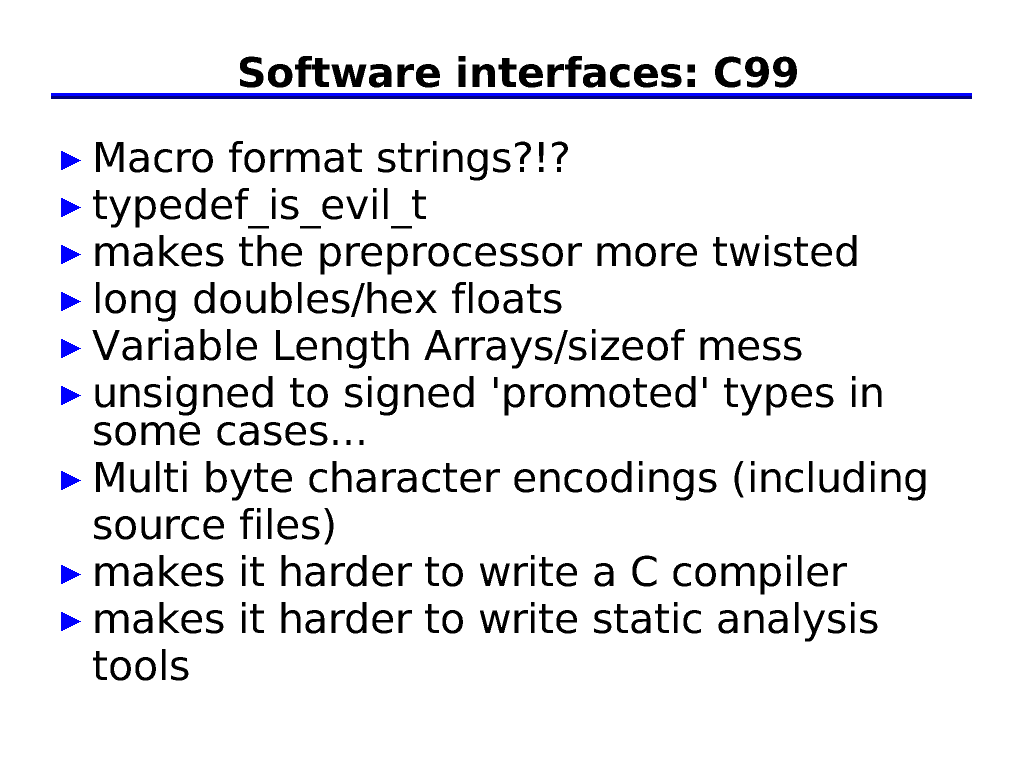 Software interfaces: C99
► Macro format strings?!?
► typedef_is_evil_t
► makes the preprocessor more twisted
► long doubles/hex floats
► Variable Length Arrays/sizeof mess
► unsigned to signed 'promoted' types in
some cases...
► Multi byte character encodings (including
source files)
► makes it harder to write a C compiler
► makes it harder to write static analysis
tools